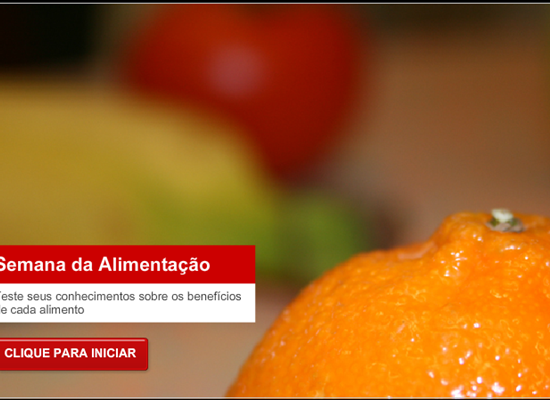 Semana da Alimentação
Teste seus conhecimentos sobre os benefícios
de cada alimento
CLIQUE PARA INICIAR